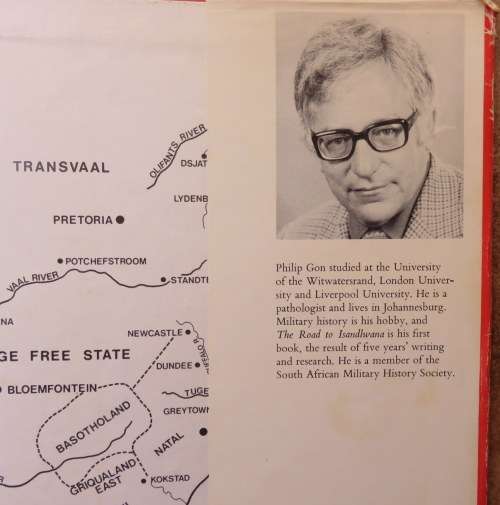 TRANSVAAL
OLIFANTS RIVER
DSJAT
LYDENB
PRETORIA
POTCHEFSTROOM
VAAL RIVER
STANDT
NA
NEWCASTLE
GE FREE STATE
DUNDEE
BLOEMFONTEIN
TUGE
GREYTOWN
BASOTHOLAND
NATAL
GRIQUALAND
EAST
KOKSTAD
Philip Gon studied at the University
of the Witwatersrand, London Univer-
sity and Liverpool University. He is a
pathologist and lives in Johannesburg.
Military history is his hobby, and
The Road to Isandlwana is his first
book, the result of five years' writing
and research. He is a member of the
South African Military History Society.